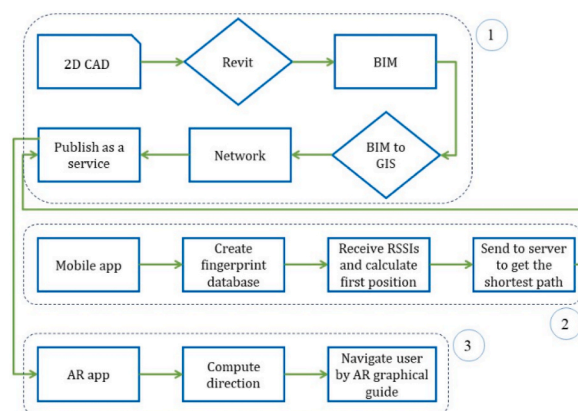 1
2D CAD
Revit
BIM
Publish as a
service
Network
BIM to
GIS
Mobile app
Create
fingerprint
database
Receive RSSIs
and calculate
first position
Send to server
to get the
shortest path
2
3
AR app
Compute
direction
Navigate user
by AR graphical
guide